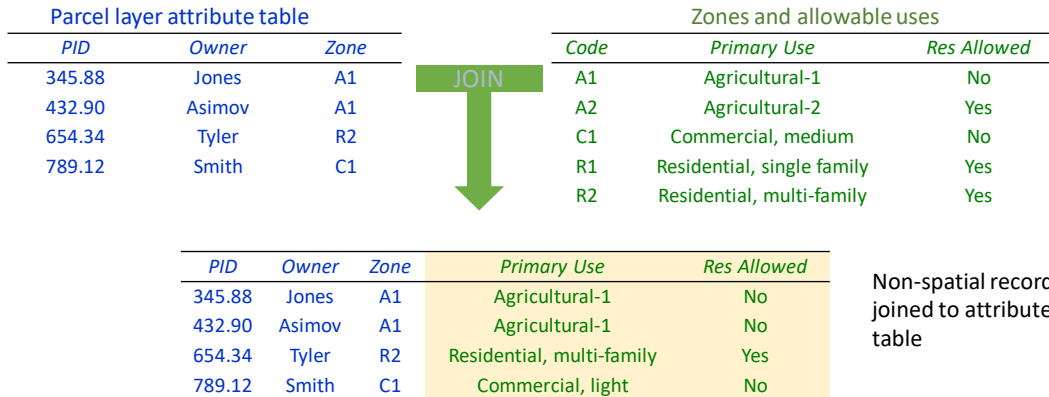 Parcel layer attribute table
PID Owner Zone
345.88 Jones A1
432.90 Asimov A1
654.34 Tyler R2
789.12 Smith C1
JOIN
Zones and allowable uses
Code Primary Use Res Allowed
A1 Agricultural-1 No
A2 Agricultural-2 Yes
C1 Commercial, medium No
R1 Residential, single family Yes
R2 Residential, multi-family Yes
PID Owner Zone Primary Use Res Allowed
345.88 Jones A1 Agricultural-1 No
432.90 Asimov A1 Agricultural-1 No
654.34 Tyler R2 Residential, multi-family Yes
789.12 Smith C1 Commercial, light No
Non-spatial record
joined to attribute
table